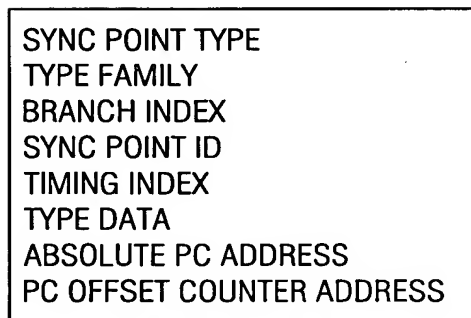 SYNC POINT TYPE
TYPE FAMILY
BRANCH INDEX
SYNC POINT ID
TIMING INDEX
TYPE DATA
ABSOLUTE PC ADDRESS
PC OFFSET COUNTER ADDRESS